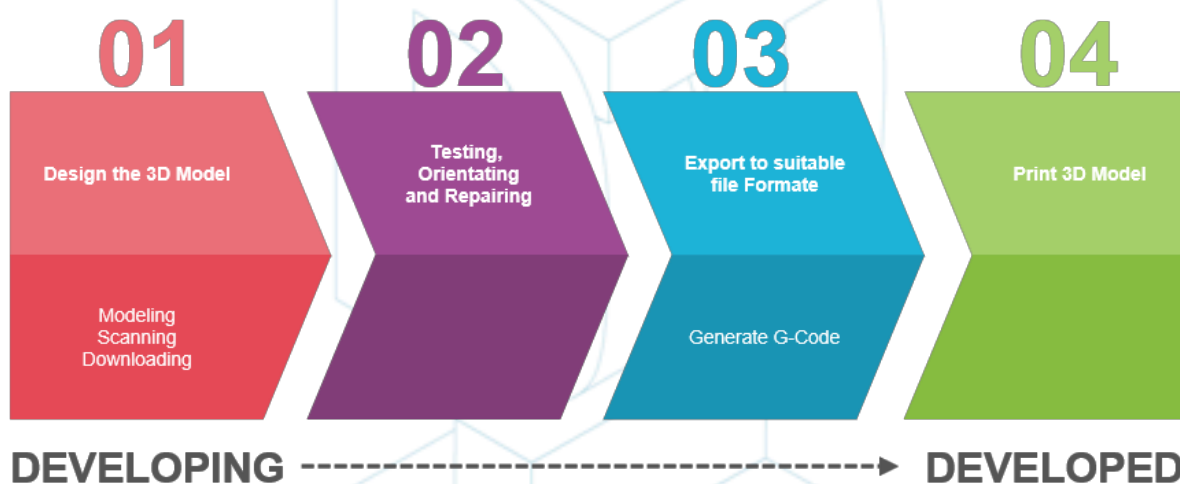 01
02
03
04
Design the 3D Model
Testing,
Orientating
and Repairing
Export to suitable
file Formate
Print 3D Model
Modeling
Scanning
Downloading
Generate G-Code
DEVELOPING
DEVELOPED